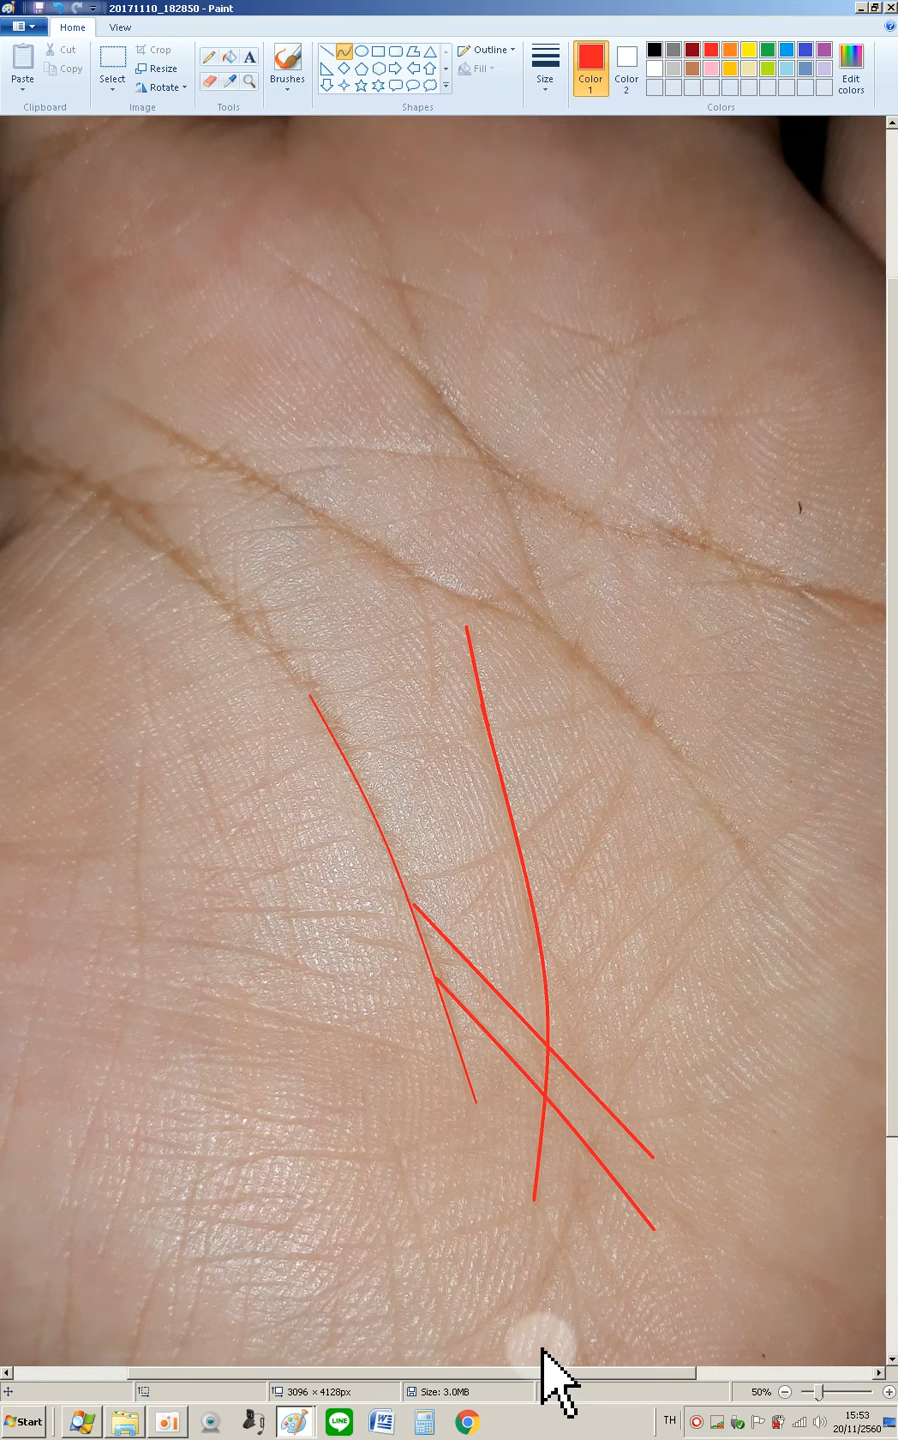 20171110_182850 - Paint
Home View
Paste
Cut
Copy
Clipboard
Select
Crop
Resize
Rotate
Image
A
Tools
Brushes
Shapes
Outline
Fill
Size
Color 1
Color 2
Edit colors
Colors
3096 × 4128px
Size: 3.0MB
50%
Start
LINE
W
TH
15:53
20/11/2560